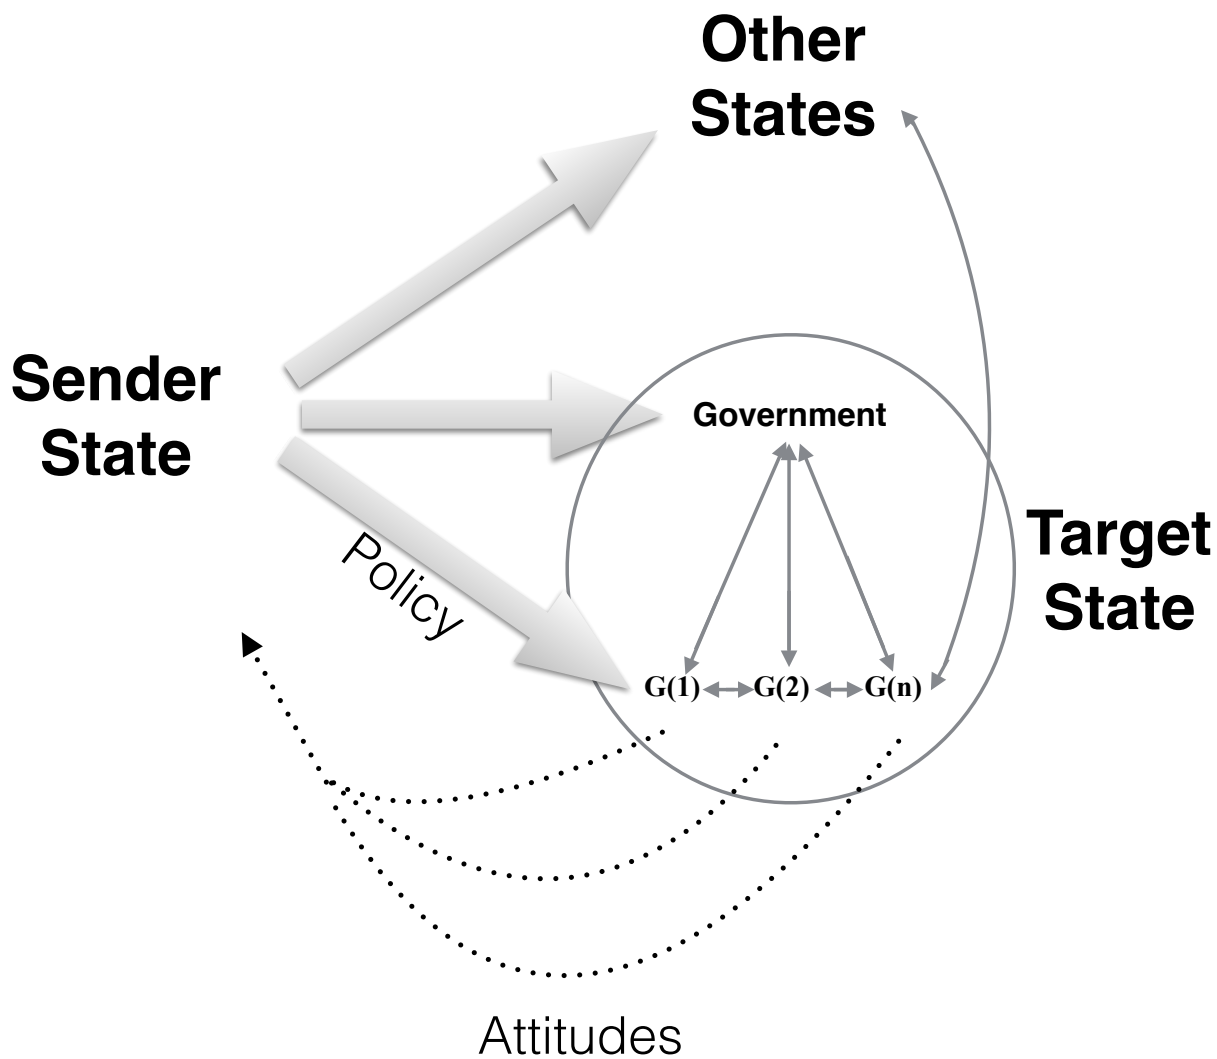 Other
States
Sender
State
Government
Policy
Target
State
G(1) G(2) G(n)
Attitudes